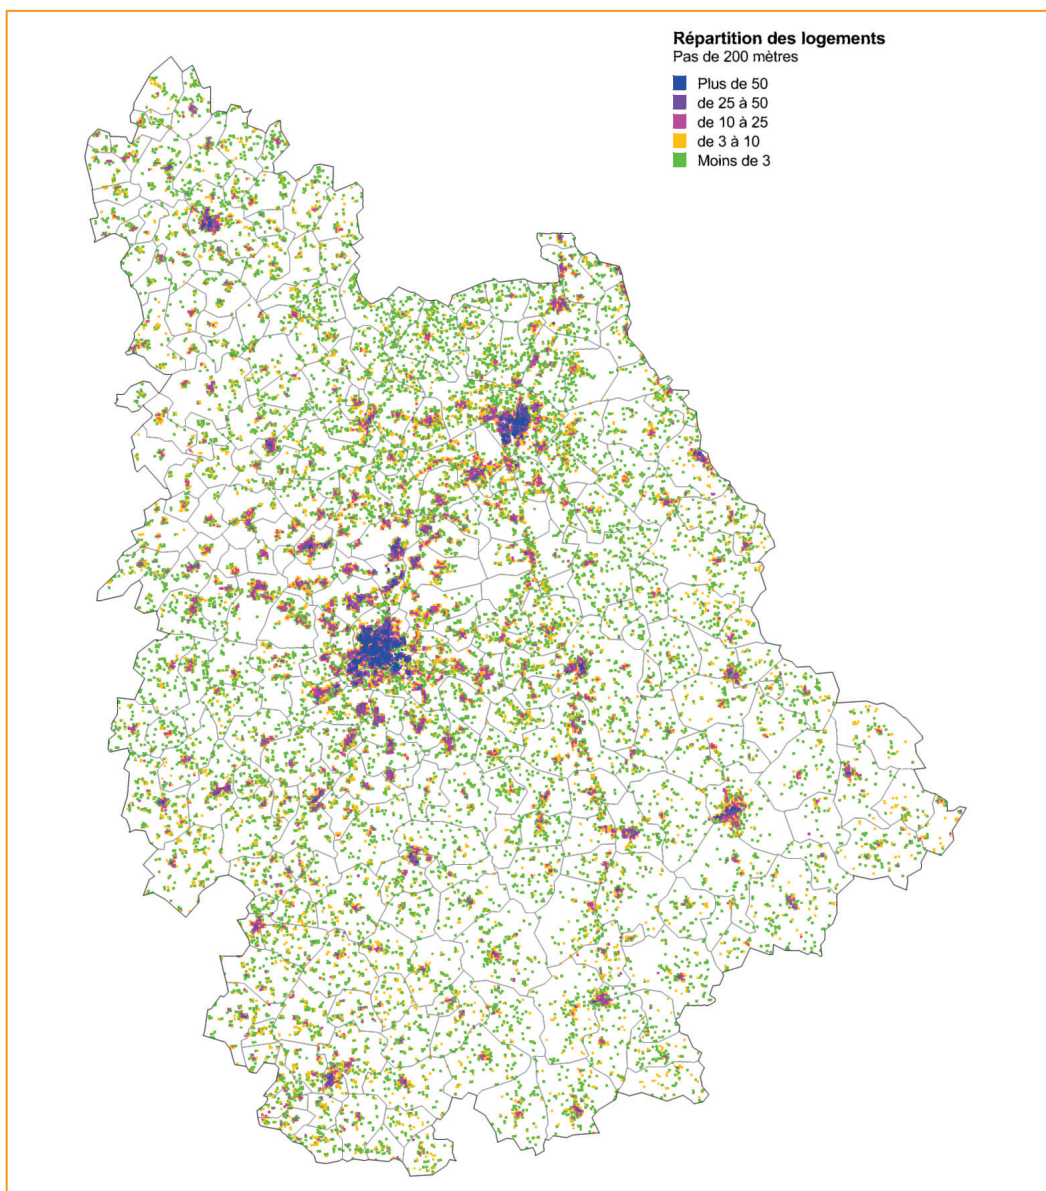 Répartition des logements
Pas de 200 mètres
Plus de 50
de 25 à 50
de 10 à 25
de 3 à 10
Moins de 3